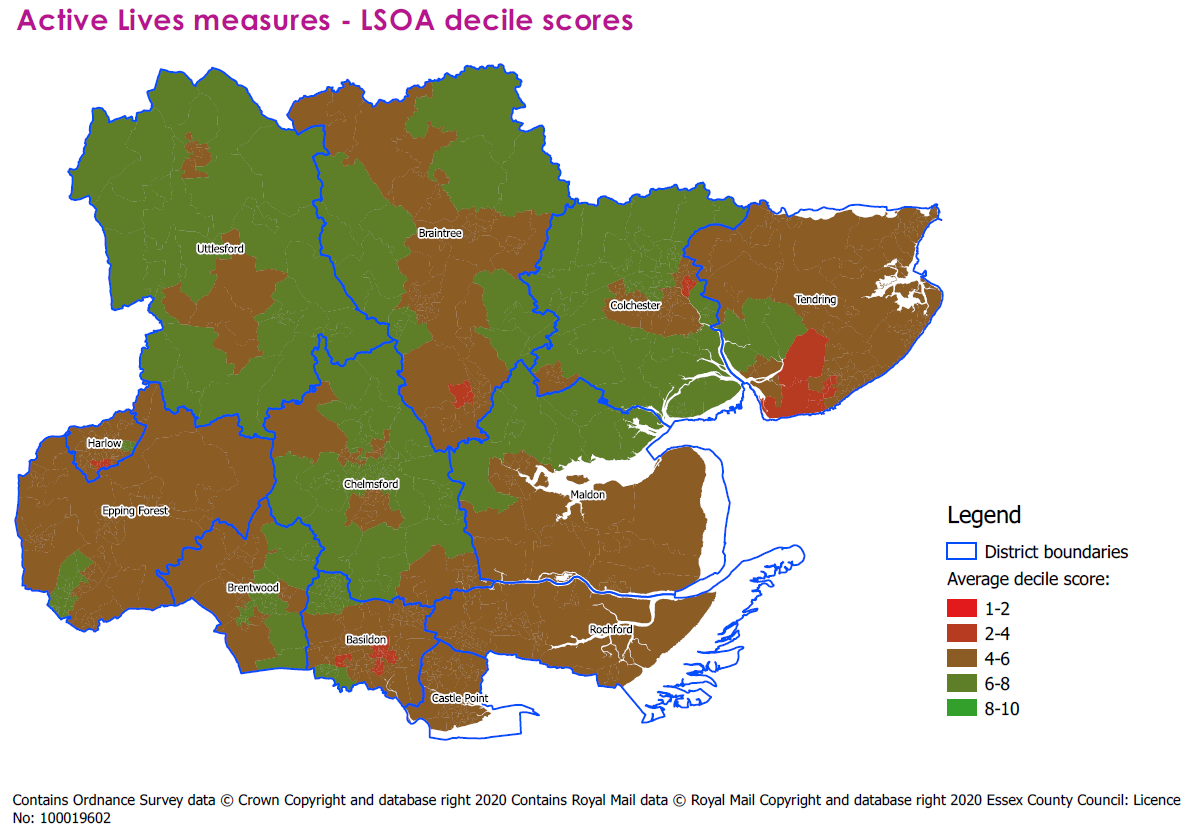 Active Lives measures - LSOA decile scores
Braintree
Uttlesford
Tendring
Colchester
Harlow
Chelmsford
Maldon
Epping Forest
Brentwood
Rochford
Basildon
Castle Point
Legend
District boundaries
Average decile score:
1-2
2-4
4-6
6-8
8-10
Contains Ordnance Survey data © Crown Copyright and database right 2020 Contains Royal Mail data © Royal Mail Copyright and database right 2020 Essex County Council: Licence
No: 100019602